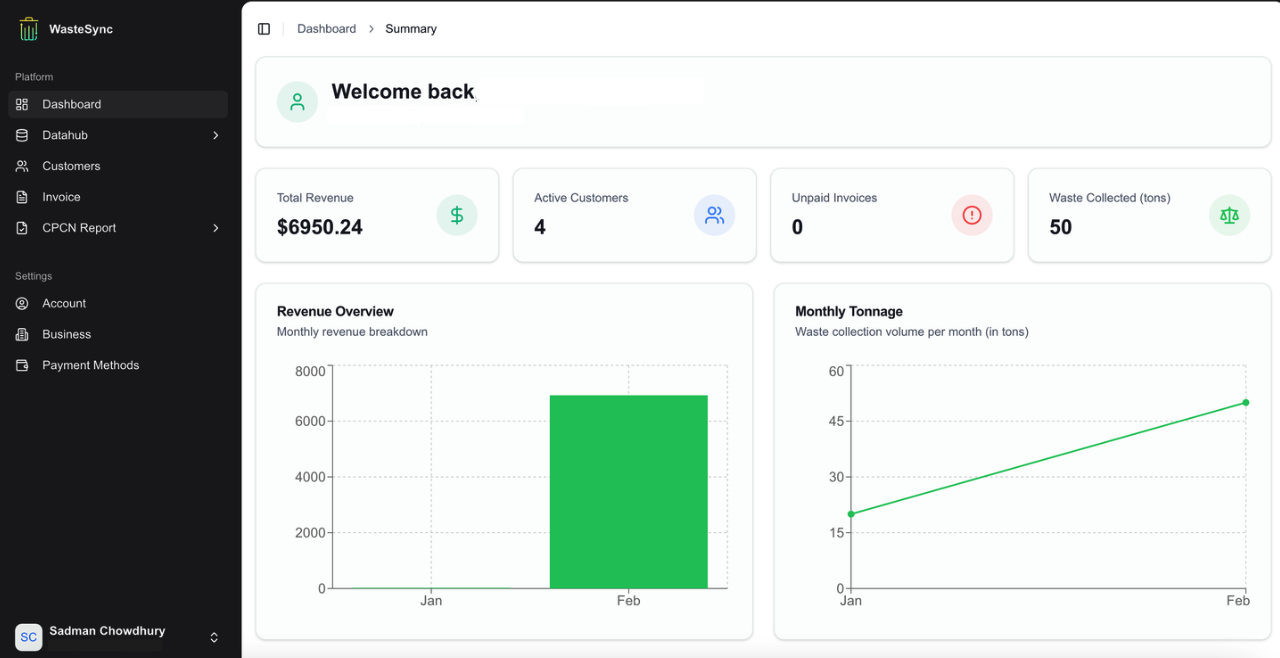 WasteSync
Platform
Dashboard
Datahub
Customers
Invoice
CPCN Report
Settings
Account
Business
Payment Methods
SC
Sadman Chowdhury
Dashboard > Summary
Welcome back,
Total Revenue
$6950.24
Active Customers
4
Unpaid Invoices
0
Waste Collected (tons)
50
Revenue Overview
Monthly revenue breakdown
8000
6000
4000
2000
0
Jan Feb
Monthly Tonnage
Waste collection volume per month (in tons)
60
45
30
15
0
Jan Feb